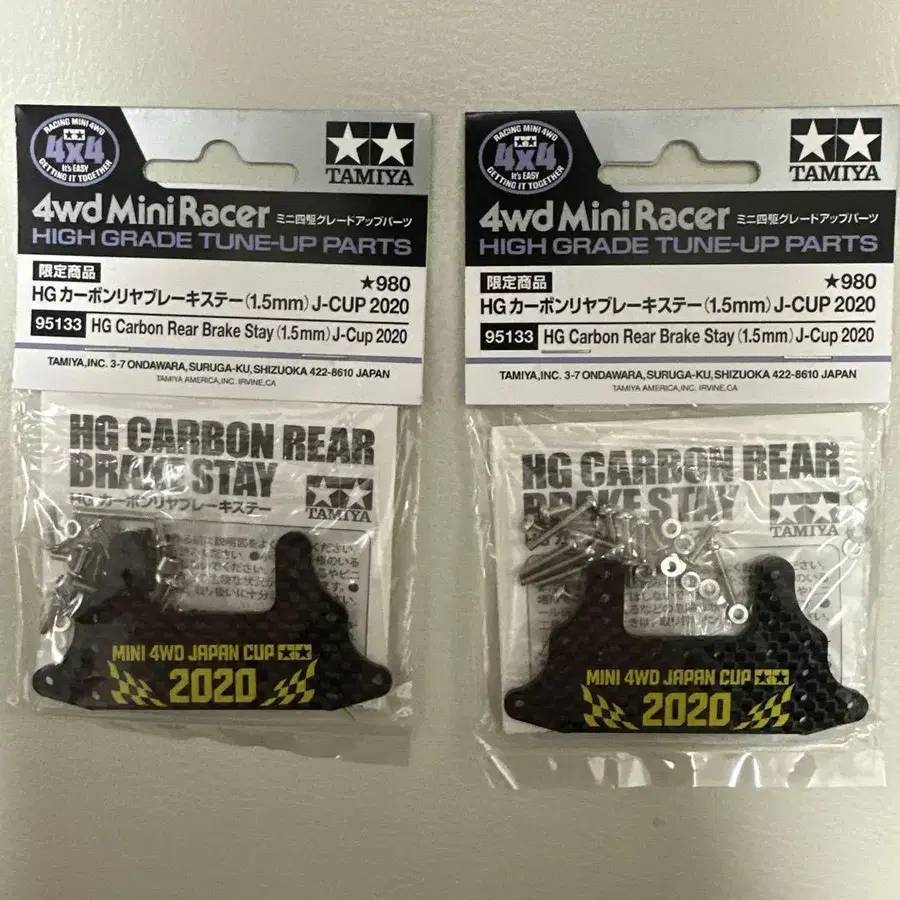 RACING MINI 4WD
4x4
It's EASY
GETTING IT TOGETHER
TAMIYA
4wd Mini Racer ミニ四駆グレードアップパーツ
HIGH GRADE TUNE-UP PARTS
限定商品
★980
HG カーボンリヤブレーキステー(1.5mm) J-CUP 2020
95133 HG Carbon Rear Brake Stay (1.5mm) J-Cup 2020
TAMIYA,INC. 3-7 ONDAWARA, SURUGA-KU, SHIZUOKA 422-8610 JAPAN
TAMIYA AMERICA,INC. IRVINE,CA
HG CARBON REAR
BRAKE STAY
HG カーボンリヤブレーキステー
TAMIYA
MINI 4WD JAPAN CUP
2020
RACING MINI 4WD
4x4
It's EASY
GETTING IT TOGETHER
TAMIYA
4wd Mini Racer ミニ四駆グレードアップパーツ
HIGH GRADE TUNE-UP PARTS
限定商品
★980
HG カーボンリヤブレーキステー(1.5mm) J-CUP 2020
95133 HG Carbon Rear Brake Stay (1.5mm) J-Cup 2020
TAMIYA,INC. 3-7 ONDAWARA, SURUGA-KU, SHIZUOKA 422-8610 JAPAN
TAMIYA AMERICA,INC. IRVINE,CA
HG CARBON REAR
BRAKE STAY
TAMIYA
MINI 4WD JAPAN CUP
2020